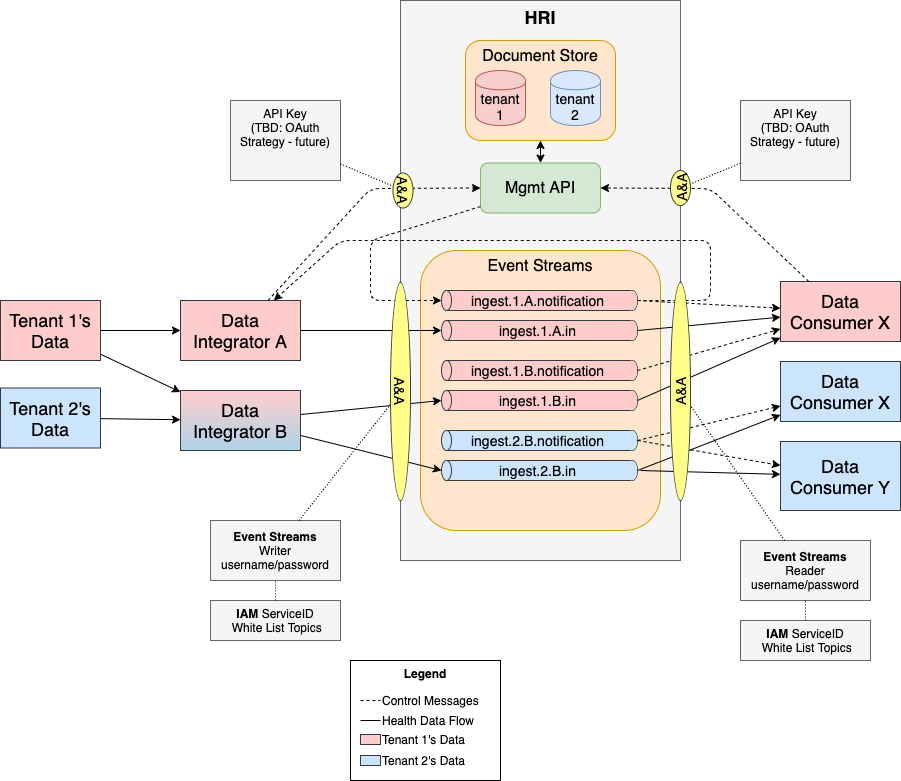 HRI
Document Store
tenant
1
tenant
2
API Key
(TBD: OAuth
Strategy - future)
API Key
(TBD: OAuth
Strategy - future)
A&A
Mgmt API
A&A
Event Streams
ingest.1.A.notification
ingest.1.A.in
ingest.1.B.notification
ingest.1.B.in
ingest.2.B.notification
ingest.2.B.in
A&A
A&A
Tenant 1's
Data
Data
Integrator A
Tenant 2's
Data
Data
Integrator B
Data
Consumer X
Data
Consumer X
Data
Consumer Y
Event Streams
Writer
username/password
IAM ServiceID
White List Topics
Event Streams
Reader
username/password
IAM ServiceID
White List Topics
Legend
Control Messages
Health Data Flow
Tenant 1's Data
Tenant 2's Data